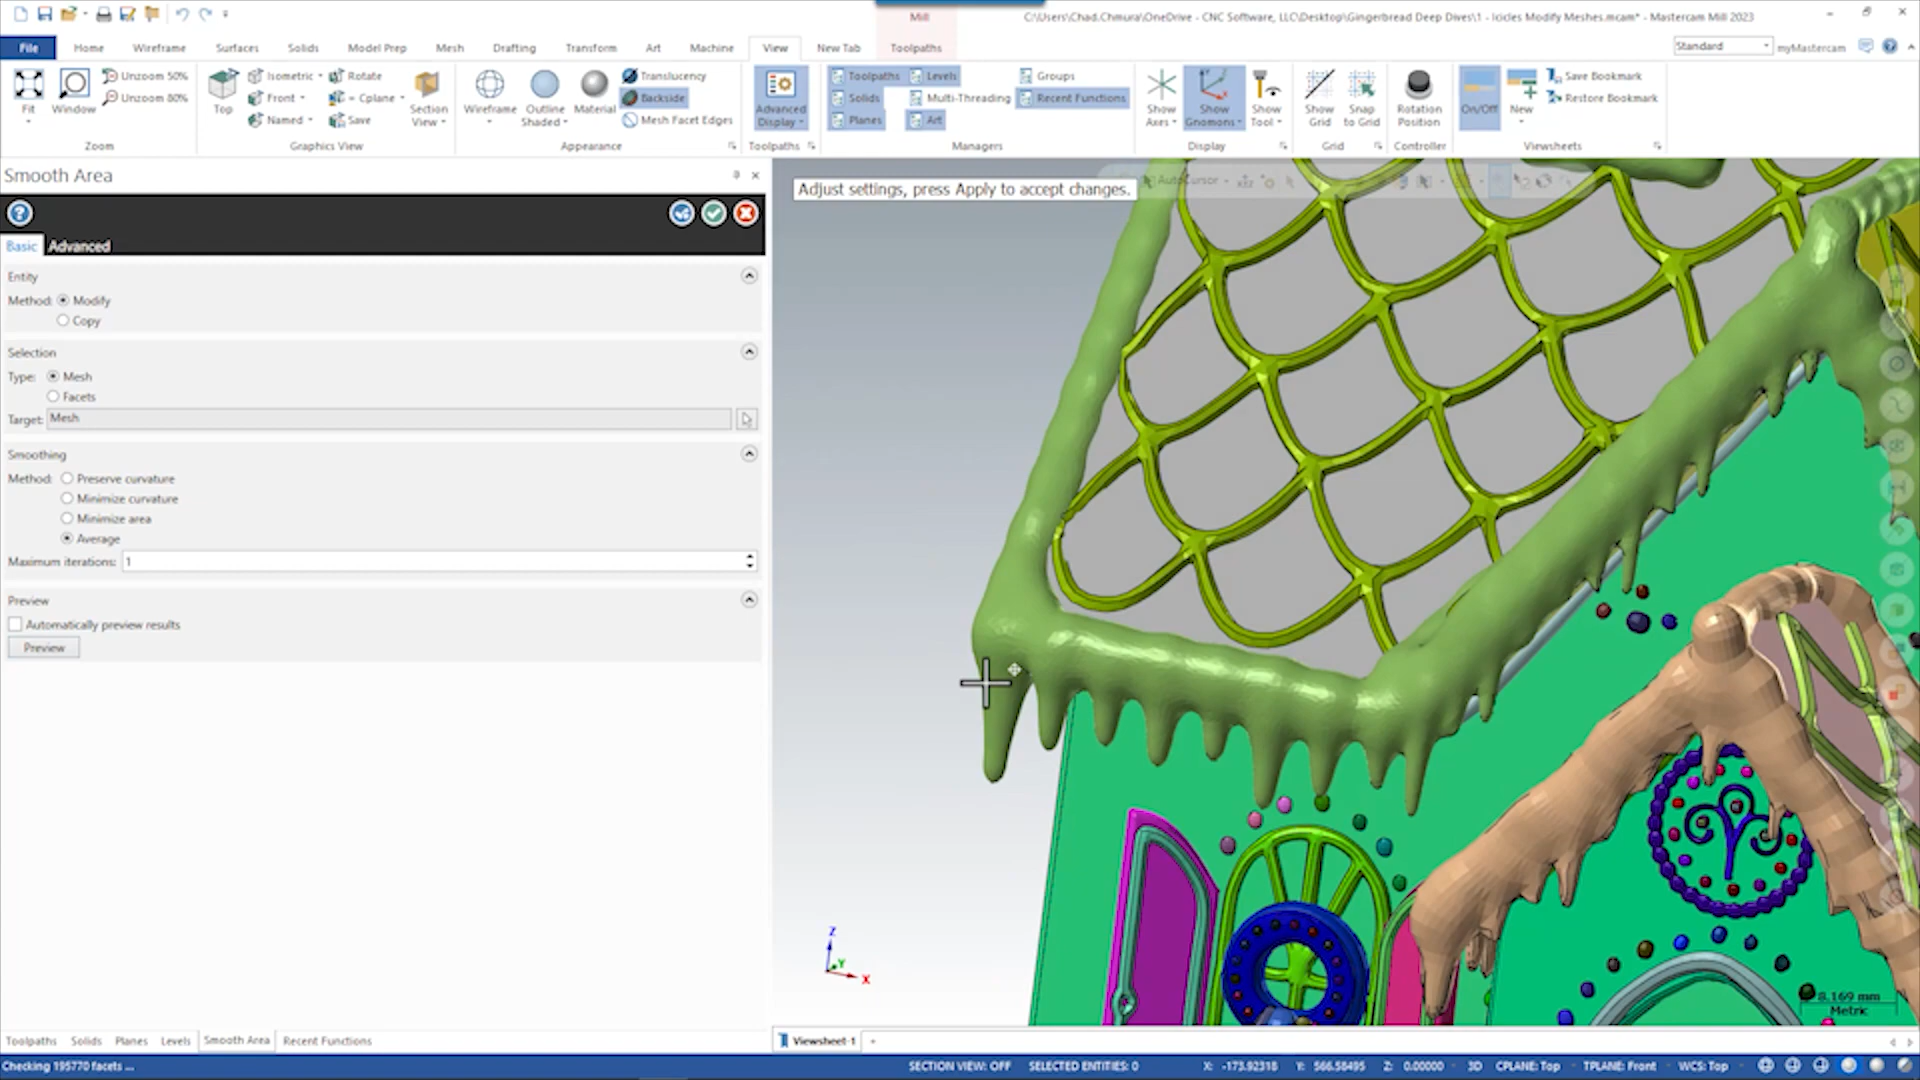 Mill
C:\Users\Chad.Chmura\OneDrive - CNC Software, LLC\Desktop\Gingerbread Deep Dives\1 - Icicles Modify Meshes.mcam* - Mastercam Mill 2023
File Home Wireframe Surfaces Solids Model Prep Mesh Drafting Transform Art Machine View New Tab Toolpaths
Standard myMastercam
Fit Window Unzoom 50% Unzoom 80%
Top Isometric Front Named Rotate = Cplane Save Section View
Wireframe Outline Shaded Material Translucency Backside Mesh Facet Edges
Advanced Display
Toolpaths Solids Planes Levels Multi-Threading Art Groups Recent Functions
Show Axes Show Gnomons Show Tool
Show Grid Snap to Grid
Rotation Position
On/Off New Save Bookmark Restore Bookmark
Zoom Graphics View Appearance Toolpaths Managers Display Grid Controller Viewsheets
Smooth Area
Adjust settings, press Apply to accept changes.
AutoCursor
Basic Advanced
Entity
Method: Modify
Copy
Selection
Type: Mesh
Facets
Target: Mesh
Smoothing
Method: Preserve curvature
Minimize curvature
Minimize area
Average
Maximum iterations: 1
Preview
Automatically preview results
Preview
Z
Y
X
8.169 mm
Metric
Toolpaths Solids Planes Levels Smooth Area Recent Functions
Viewsheet-1 +
Checking 195770 facets ...
SECTION VIEW: OFF SELECTED ENTITIES: 0 X: -173.92318 Y: 566.58495 Z: 0.00000 3D CPLANE: Top TPLANE: Front WCS: Top